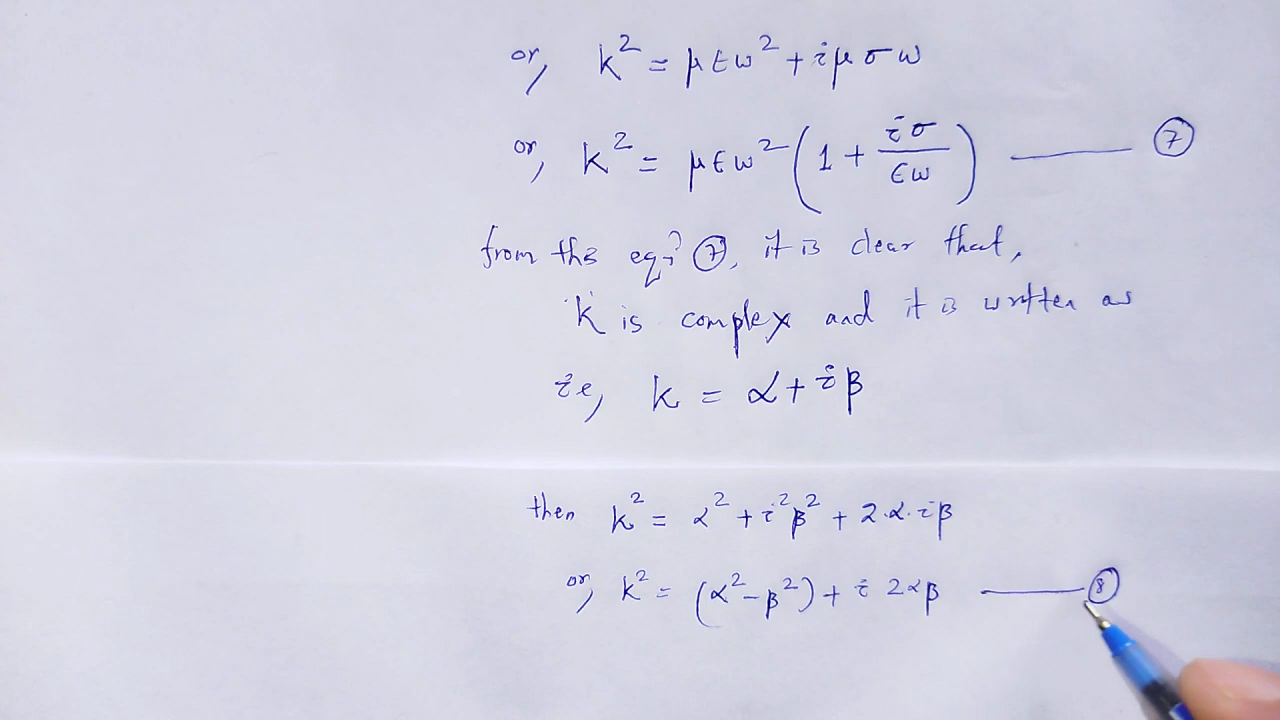 or, k² = μϵω² + iμσω
or, k² = μϵω² (1 + iσ/ϵω) —— ⑦
from ths eqⁿ ⑦, it is clear that,
k is complex and it is written as
ie, k = α + iβ
then k² = α² + i²β² + 2.α.iβ
or, k² = (α² - β²) + i 2αβ —— ⑧